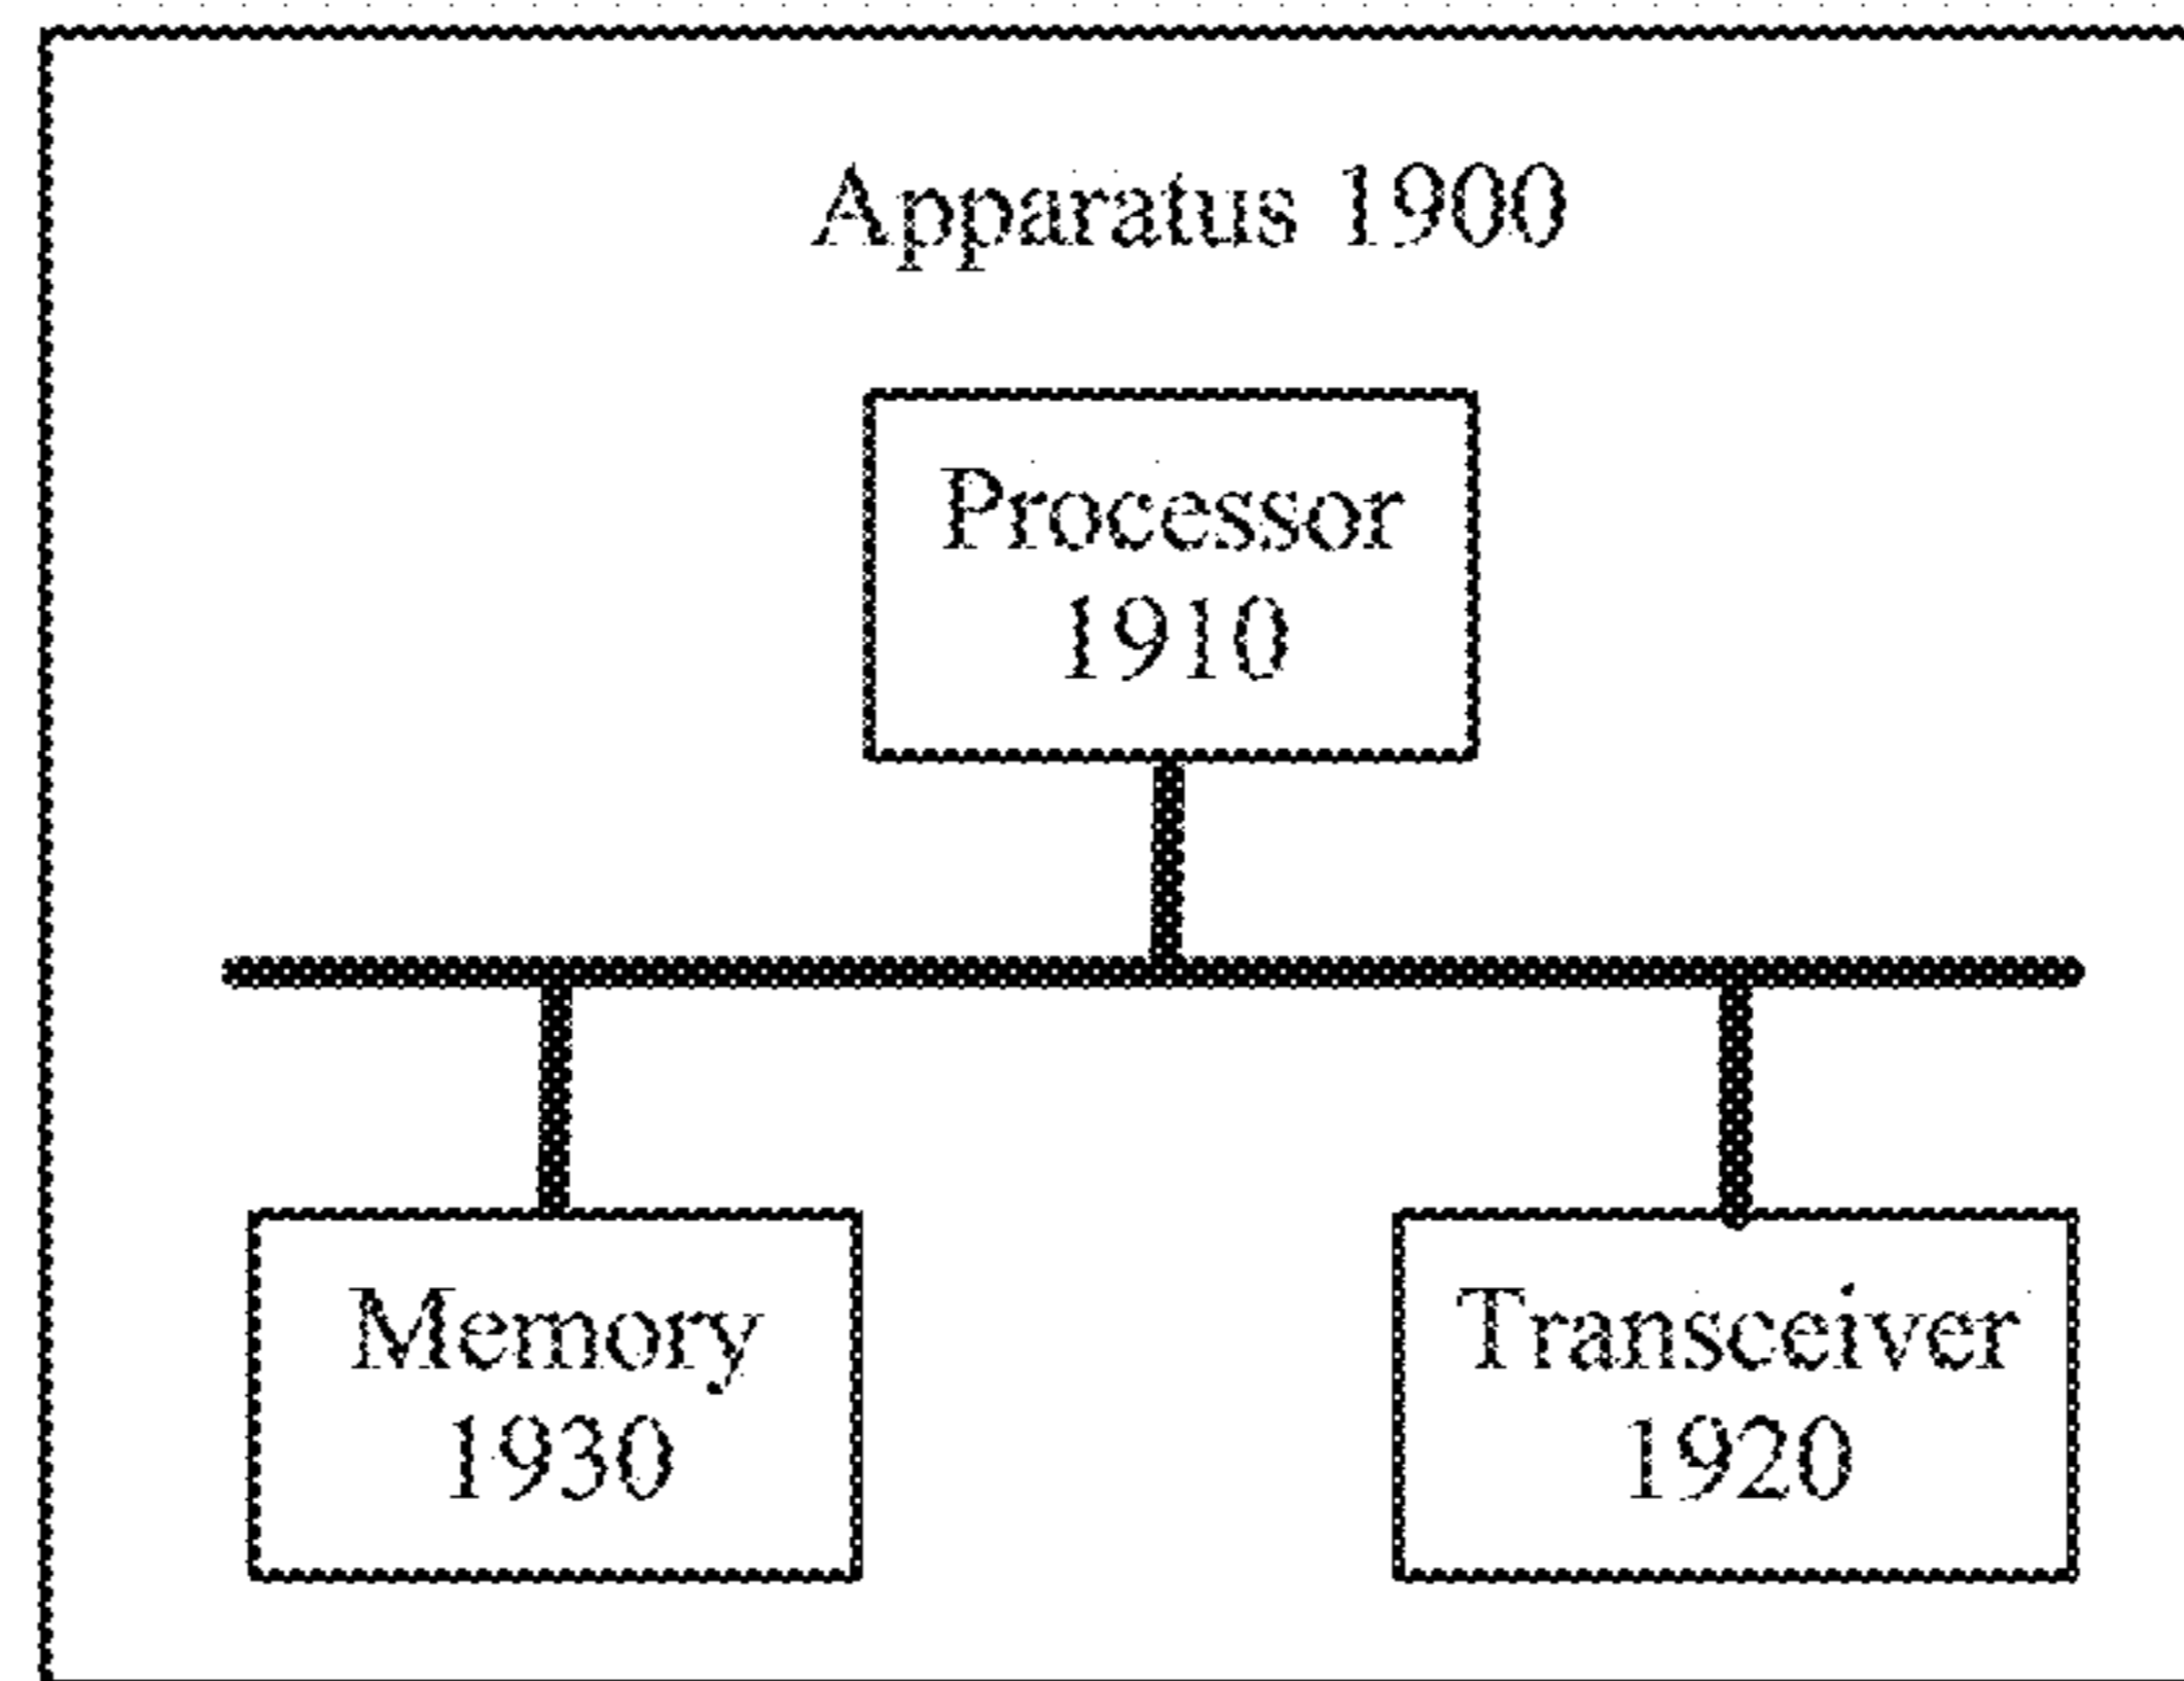 Apparatus 1900
Processor
1910
Memory
1930
Transceiver
1920